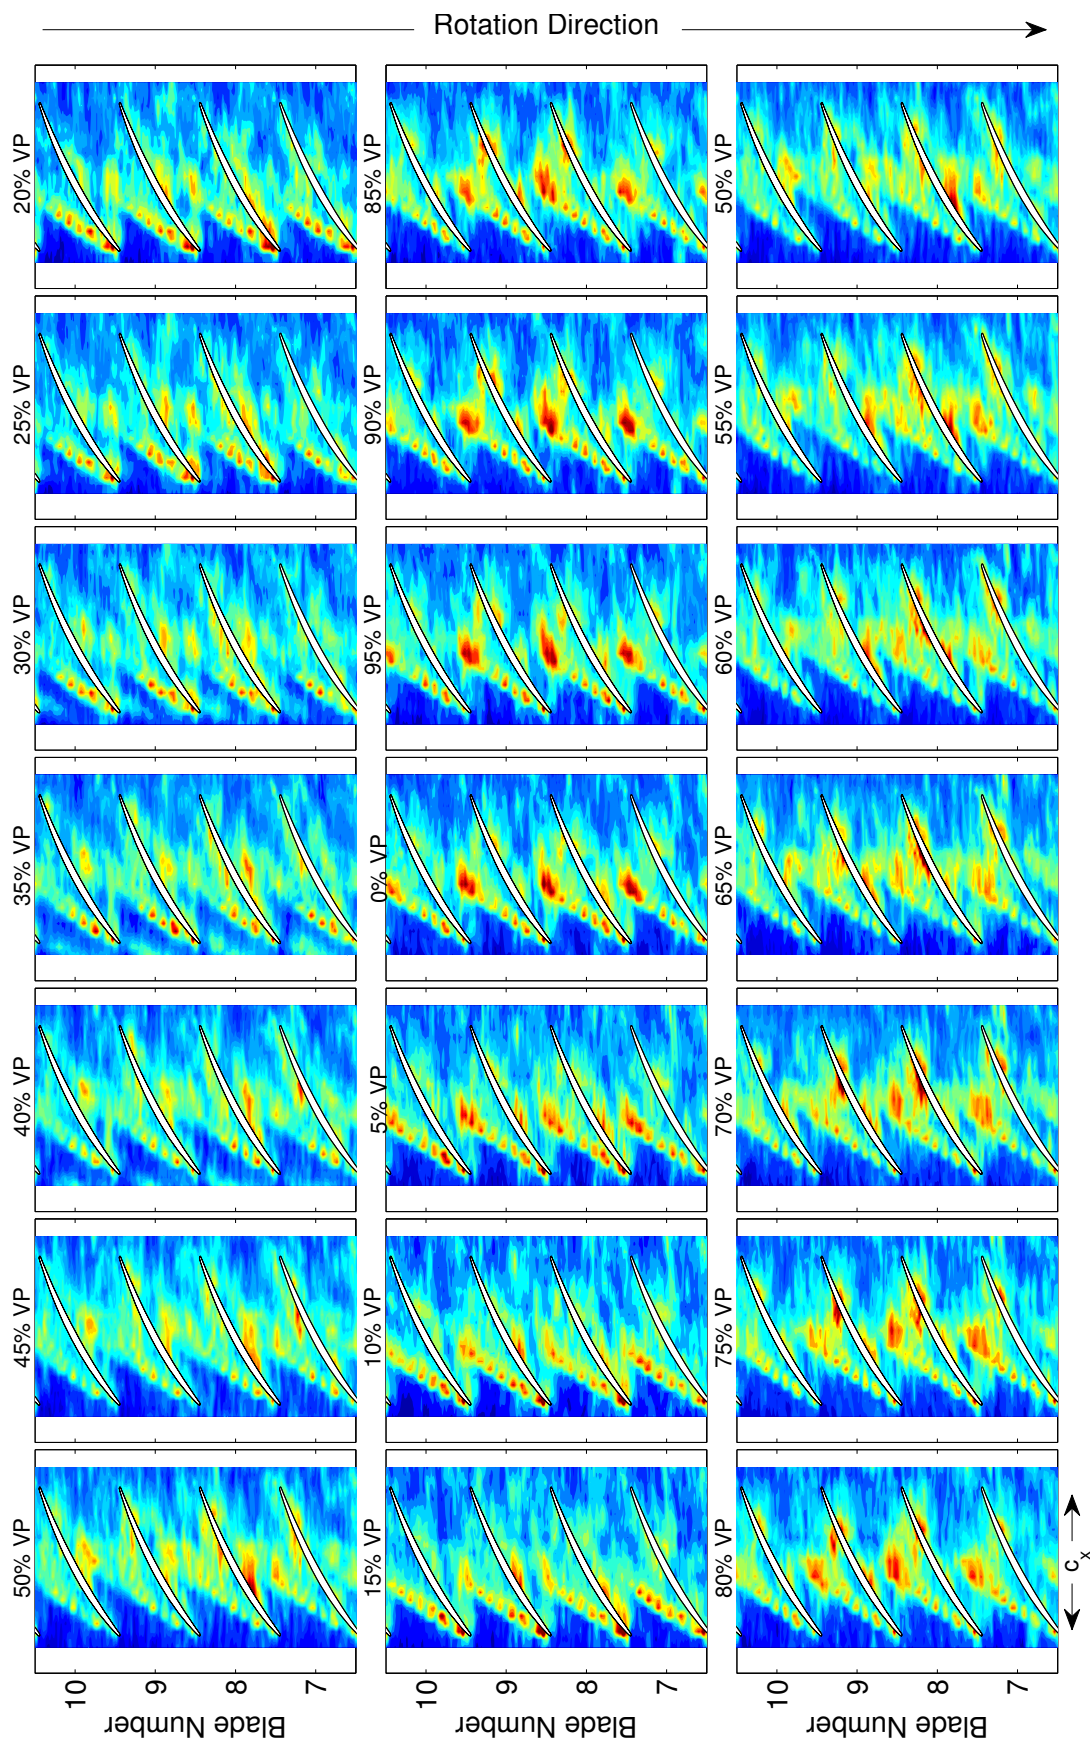 Rotation Direction
50% VP
45% VP
40% VP
35% VP
30% VP
25% VP
20% VP
Blade Number
10
9
8
7
15% VP
10% VP
5% VP
0% VP
95% VP
90% VP
85% VP
Blade Number
10
9
8
7
80% VP
75% VP
70% VP
65% VP
60% VP
55% VP
50% VP
Blade Number
10
9
8
7
c_x